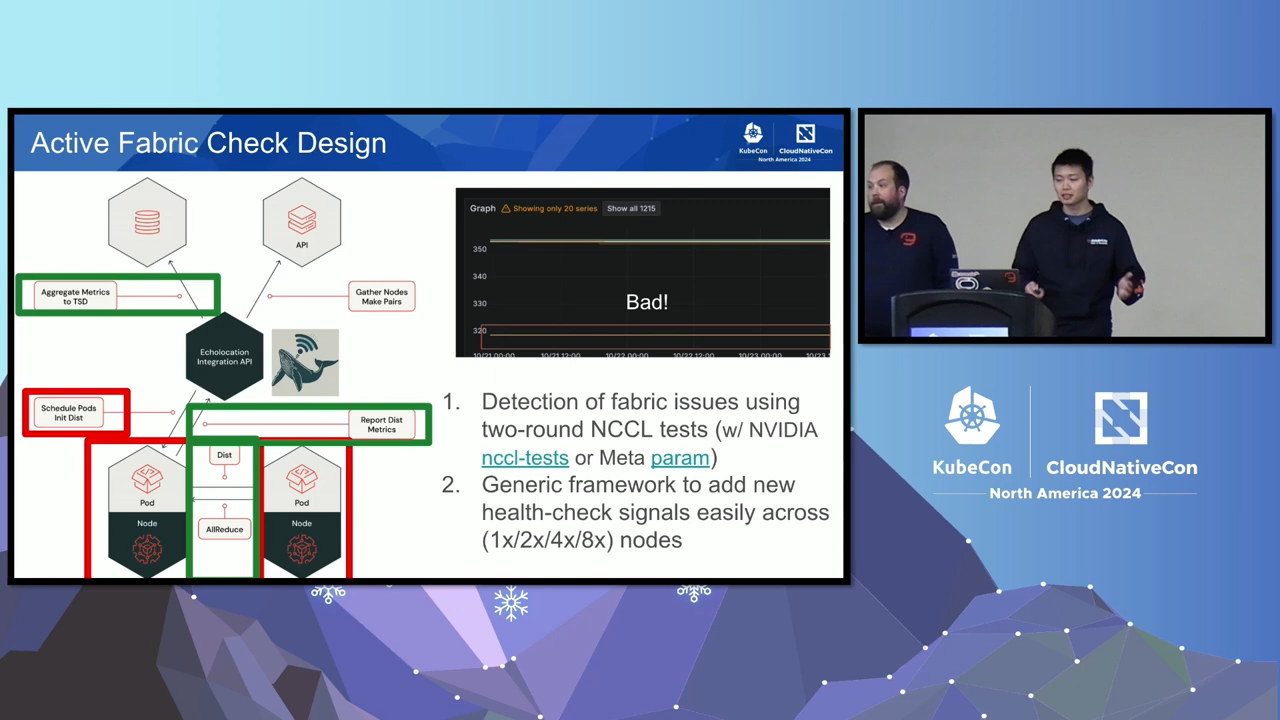 Active Fabric Check Design
KubeCon
CloudNativeCon
North America 2024
API
Aggregate Metrics
to TSD
Gather Nodes
Make Pairs
Echolocation
Integration API
Schedule Pods
Init Dist
Report Dist
Metrics
Dist
Pod
Pod
Node
Node
AllReduce
Graph
Showing only 20 series
Show all 1215
350
340
330
320
Bad!
10/21 00:00
10/21 12:00
10/22 00:00
10/22 12:00
10/23 00:00
10/23 1
1. Detection of fabric issues using
two-round NCCL tests (w/ NVIDIA
nccl-tests or Meta param)
2. Generic framework to add new
health-check signals easily across
(1x/2x/4x/8x) nodes
KubeCon
CloudNativeCon
North America 2024